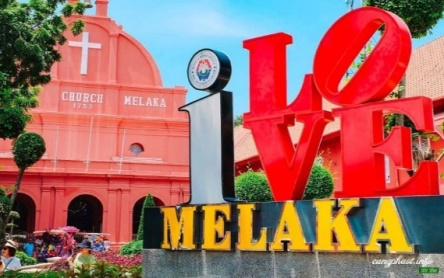 CHURCH MELAKA
1753
i LOVE
MELAKA
cungphuot.info